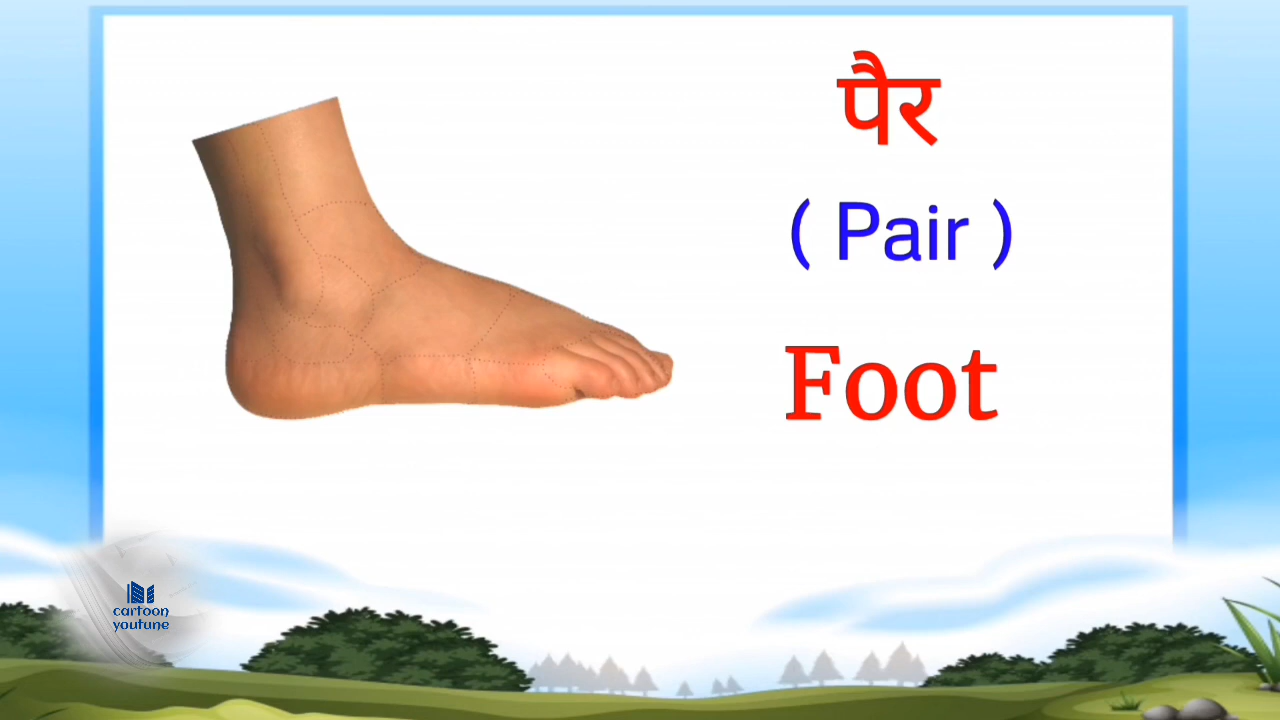 पैर
( Pair )
Foot
cartoon
youtune